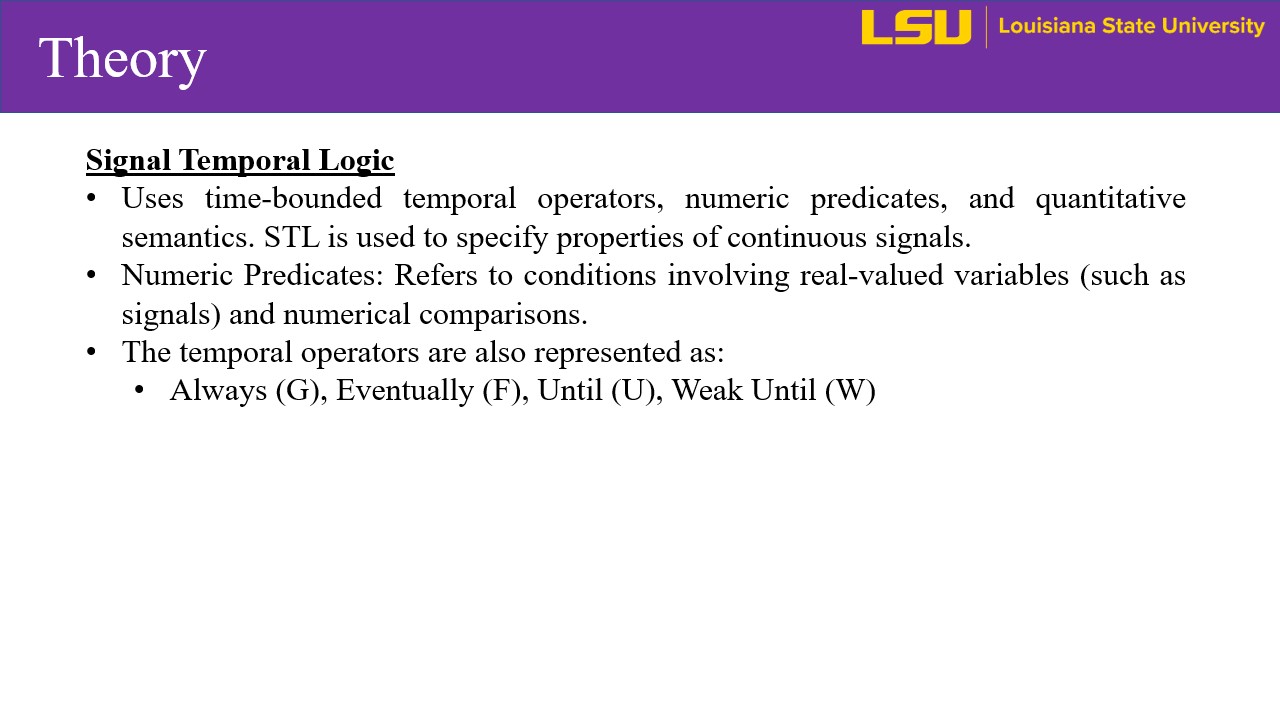 Theory
LSU | Louisiana State University
Signal Temporal Logic
• Uses time-bounded temporal operators, numeric predicates, and quantitative
semantics. STL is used to specify properties of continuous signals.
• Numeric Predicates: Refers to conditions involving real-valued variables (such as
signals) and numerical comparisons.
• The temporal operators are also represented as:
• Always (G), Eventually (F), Until (U), Weak Until (W)